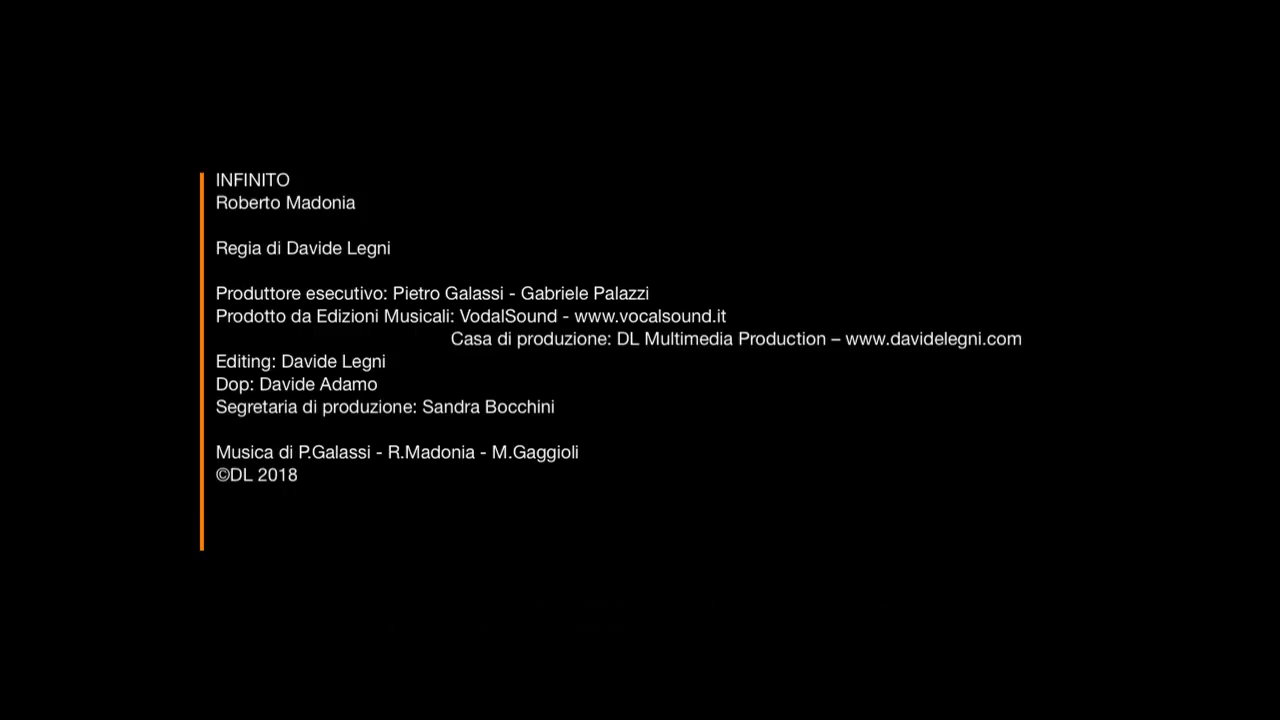 INFINITO
Roberto Madonia
Regia di Davide Legni
Produttore esecutivo: Pietro Galassi - Gabriele Palazzi
Prodotto da Edizioni Musicali: VodalSound - www.vocalsound.it
Casa di produzione: DL Multimedia Production – www.davidelegni.com
Editing: Davide Legni
Dop: Davide Adamo
Segretaria di produzione: Sandra Bocchini
Musica di P.Galassi - R.Madonia - M.Gaggioli
©DL 2018